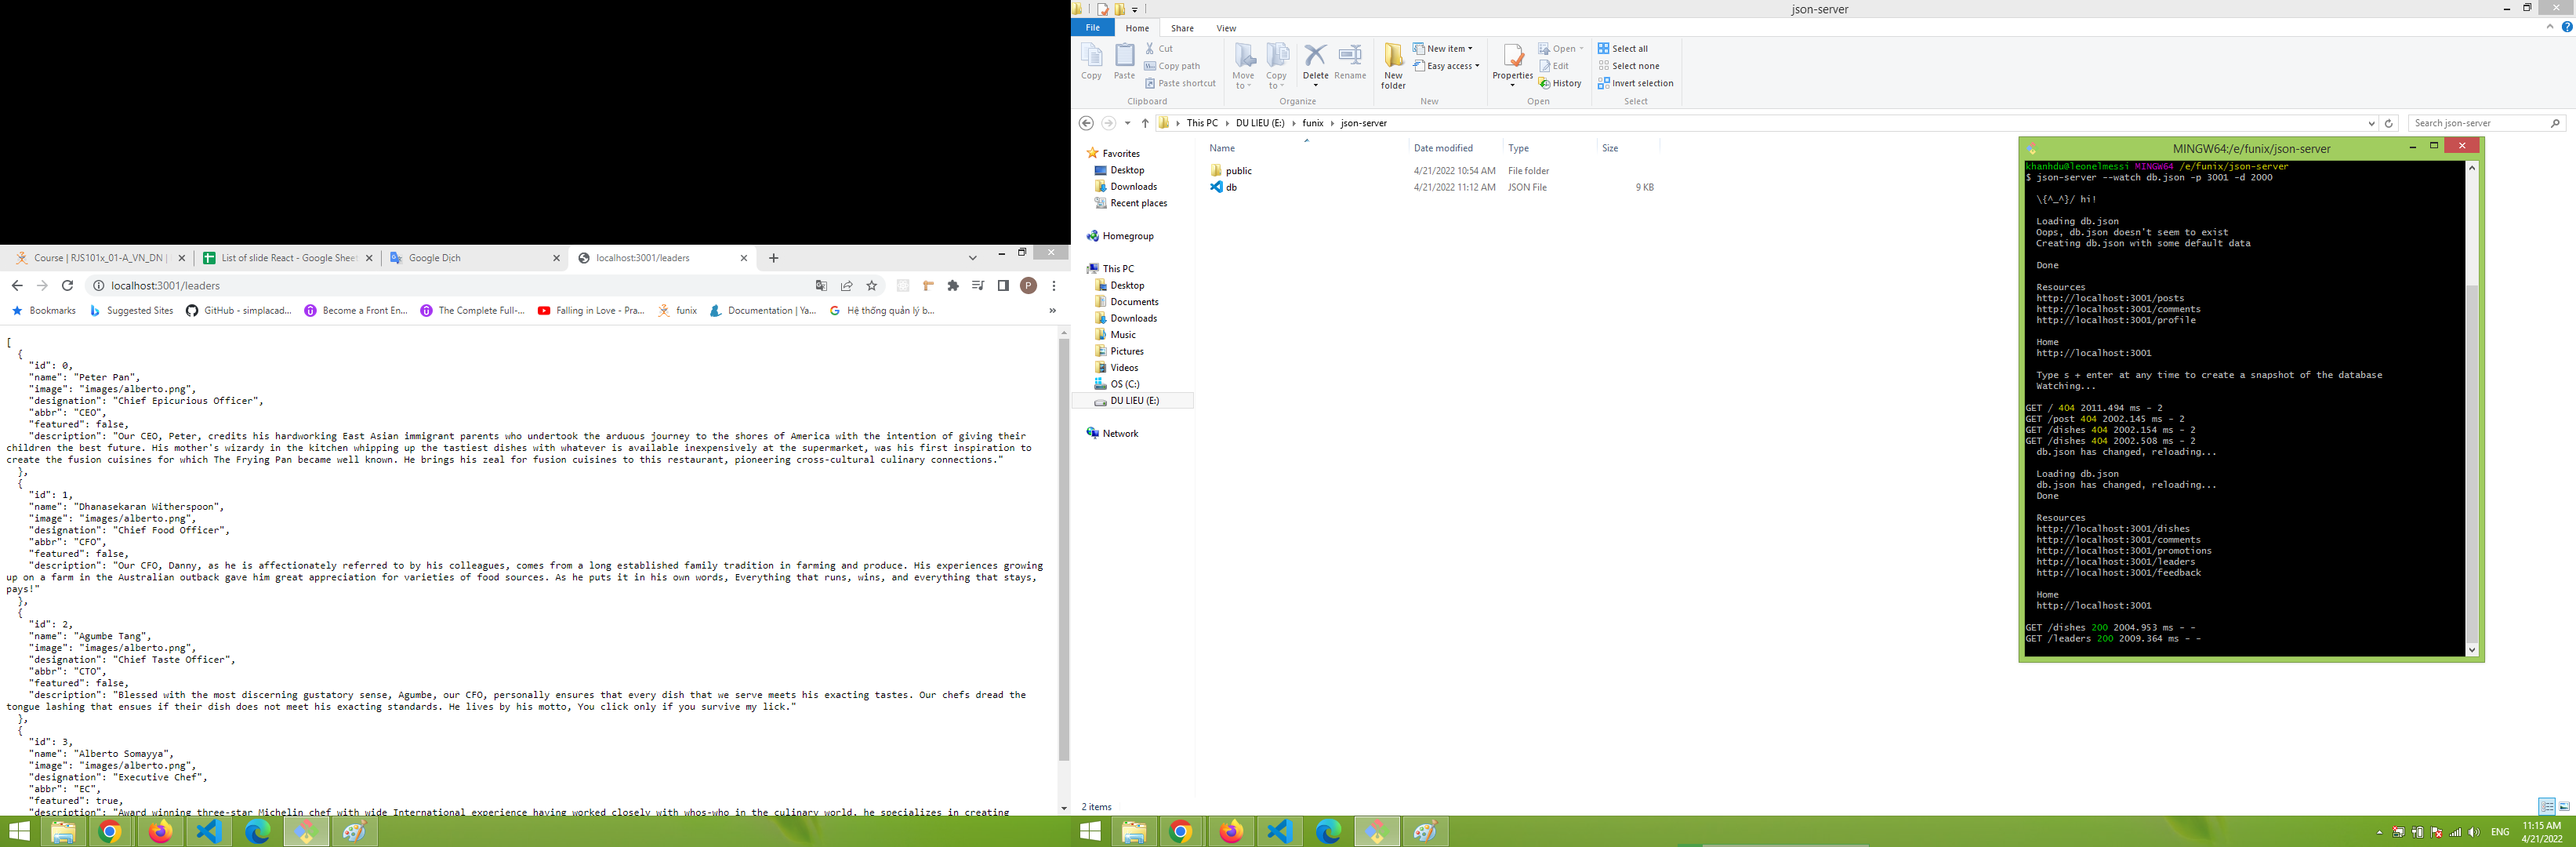 Course | RJS101x_01-A_VN_DN |
List of slide React - Google Sheet
Google Dịch
localhost:3001/leaders
localhost:3001/leaders
P
Bookmarks
Suggested Sites
GitHub - simplacad...
Become a Front En...
The Complete Full-...
Falling in Love - Pra...
funix
Documentation | Ya...
Hệ thống quản lý b...
»
[
{
"id": 0,
"name": "Peter Pan",
"image": "images/alberto.png",
"designation": "Chief Epicurious Officer",
"abbr": "CEO",
"featured": false,
"description": "Our CEO, Peter, credits his hardworking East Asian immigrant parents who undertook the arduous journey to the shores of America with the intention of giving their
children the best future. His mother's wizardy in the kitchen whipping up the tastiest dishes with whatever is available inexpensively at the supermarket, was his first inspiration to
create the fusion cuisines for which The Frying Pan became well known. He brings his zeal for fusion cuisines to this restaurant, pioneering cross-cultural culinary connections."
},
{
"id": 1,
"name": "Dhanasekaran Witherspoon",
"image": "images/alberto.png",
"designation": "Chief Food Officer",
"abbr": "CFO",
"featured": false,
"description": "Our CFO, Danny, as he is affectionately referred to by his colleagues, comes from a long established family tradition in farming and produce. His experiences growing
up on a farm in the Australian outback gave him great appreciation for varieties of food sources. As he puts it in his own words, Everything that runs, wins, and everything that stays,
pays!"
},
{
"id": 2,
"name": "Agumbe Tang",
"image": "images/alberto.png",
"designation": "Chief Taste Officer",
"abbr": "CTO",
"featured": false,
"description": "Blessed with the most discerning gustatory sense, Agumbe, our CFO, personally ensures that every dish that we serve meets his exacting tastes. Our chefs dread the
tongue lashing that ensues if their dish does not meet his exacting standards. He lives by his motto, You click only if you survive my lick."
},
{
"id": 3,
"name": "Alberto Somayya",
"image": "images/alberto.png",
"designation": "Executive Chef",
"abbr": "EC",
"featured": true,
"description": "Award winning three-star Michelin chef with wide International experience having worked closely with whos-who in the culinary world, he specializes in creating
json-server
File
Home
Share
View
Copy
Paste
Cut
Copy path
Paste shortcut
Clipboard
Move to
Copy to
Delete
Rename
Organize
New folder
New item
Easy access
New
Properties
Open
Edit
History
Open
Select all
Select none
Invert selection
Select
This PC
DU LIEU (E:)
funix
json-server
Search json-server
Favorites
Desktop
Downloads
Recent places
Homegroup
This PC
Desktop
Documents
Downloads
Music
Pictures
Videos
OS (C:)
DU LIEU (E:)
Network
Name
Date modified
Type
Size
public
4/21/2022 10:54 AM
File folder
db
4/21/2022 11:12 AM
JSON File
9 KB
2 items
MINGW64:/e/funix/json-server
khanhdu@leonelmessi MINGW64 /e/funix/json-server
$ json-server --watch db.json -p 3001 -d 2000
\{^_^}/ hi!
Loading db.json
Oops, db.json doesn't seem to exist
Creating db.json with some default data
Done
Resources
http://localhost:3001/posts
http://localhost:3001/comments
http://localhost:3001/profile
Home
http://localhost:3001
Type s + enter at any time to create a snapshot of the database
Watching...
GET / 404 2011.494 ms - 2
GET /post 404 2002.145 ms - 2
GET /dishes 404 2002.154 ms - 2
GET /dishes 404 2002.508 ms - 2
db.json has changed, reloading...
Loading db.json
db.json has changed, reloading...
Done
Resources
http://localhost:3001/dishes
http://localhost:3001/comments
http://localhost:3001/promotions
http://localhost:3001/leaders
http://localhost:3001/feedback
Home
http://localhost:3001
GET /dishes 200 2004.953 ms - -
GET /leaders 200 2009.364 ms - -
ENG
11:15 AM
4/21/2022